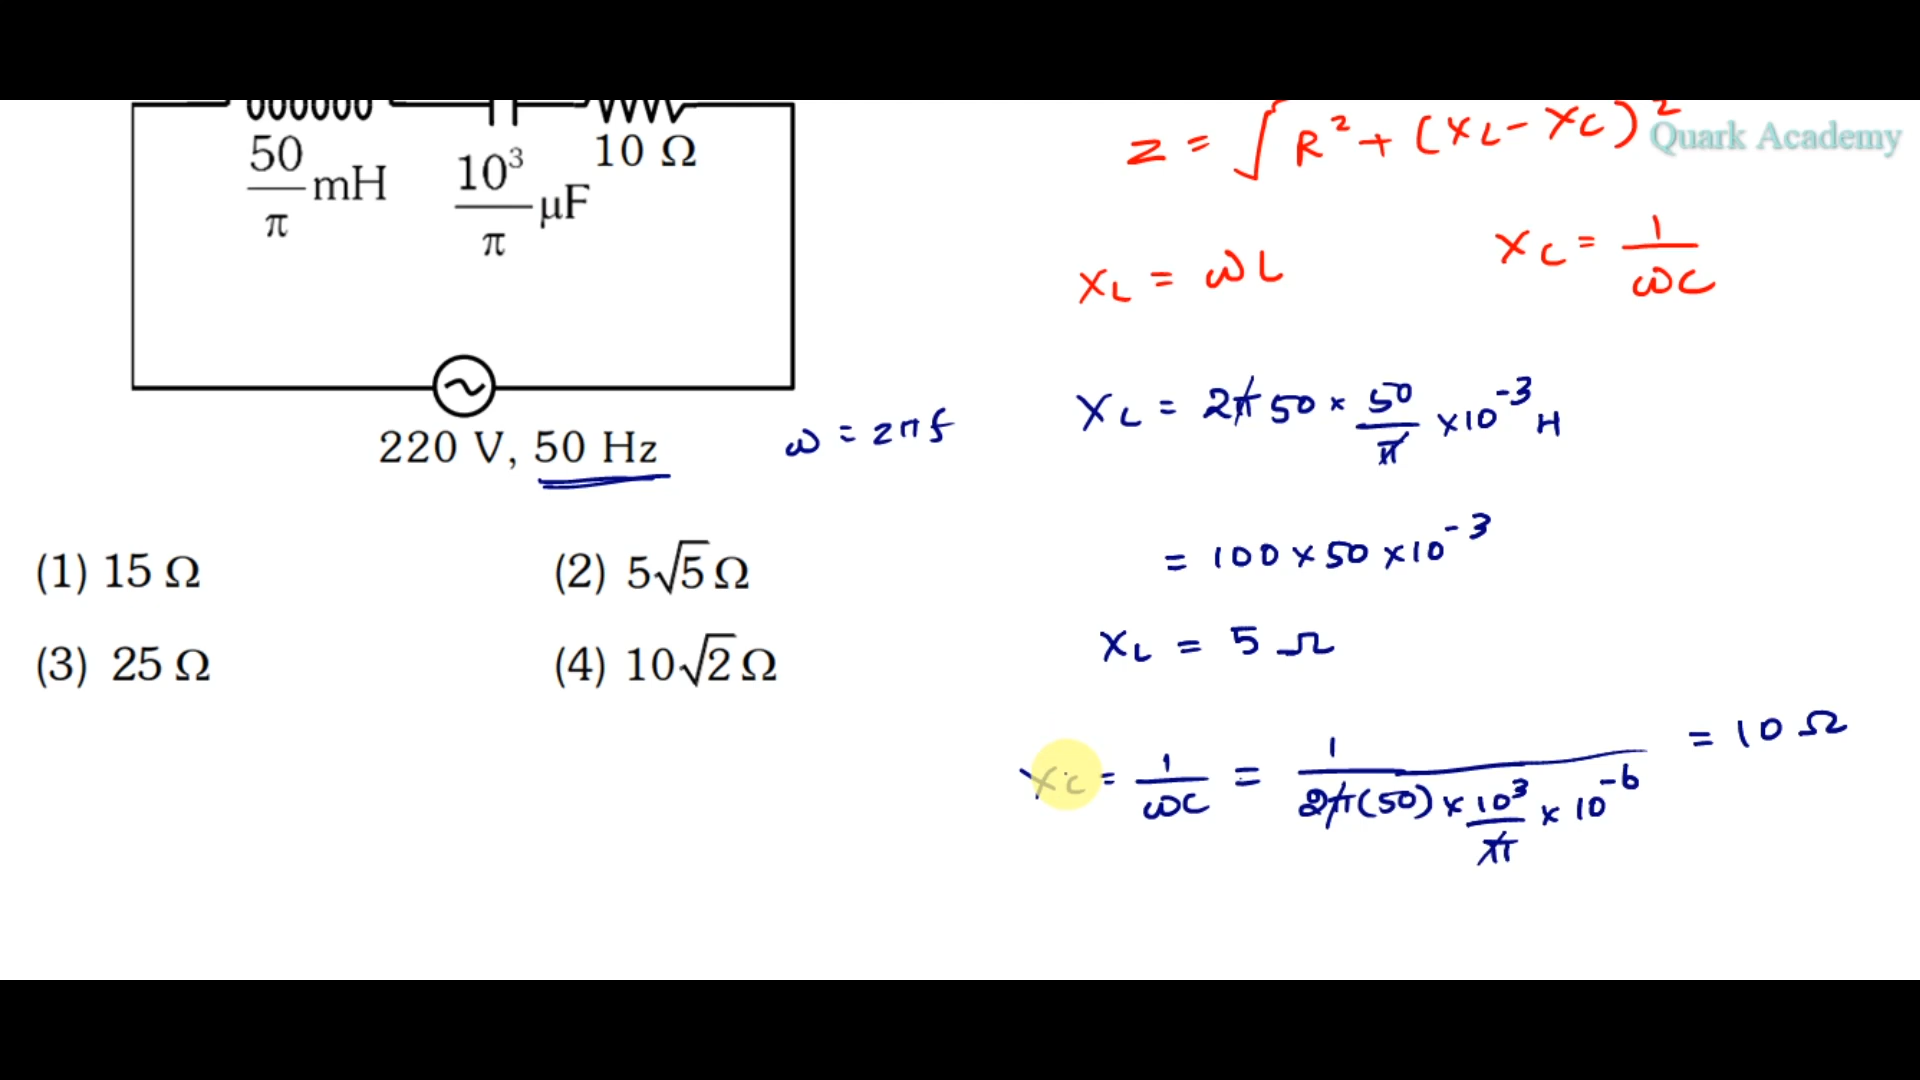 50/π mH 10³/π μF 10 Ω
220 V, 50 Hz
ω = 2πf
(1) 15 Ω (2) 5√5 Ω
(3) 25 Ω (4) 10√2 Ω
Z = √R² + (XL - XC)²
Quark Academy
XL = ωL XC = 1/ωC
XL = 2π 50 × 50/π × 10⁻³ H
= 100 × 50 × 10⁻³
XL = 5 Ω
XC = 1/ωC = 1/2π(50) × 10³/π × 10⁻⁶ = 10 Ω